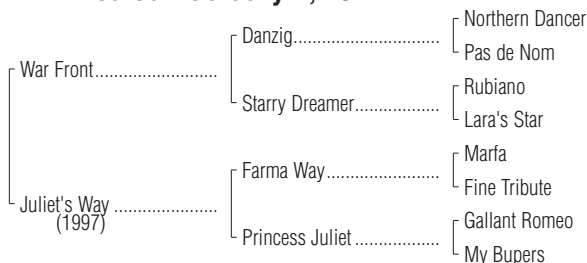 Northern Dancer
Danzig
Pas de Nom
War Front
Rubiano
Starry Dreamer
Lara's Star
Marfa
Farma Way
Fine Tribute
Juliet's Way
(1997)
Gallant Romeo
Princess Juliet
My Bupers